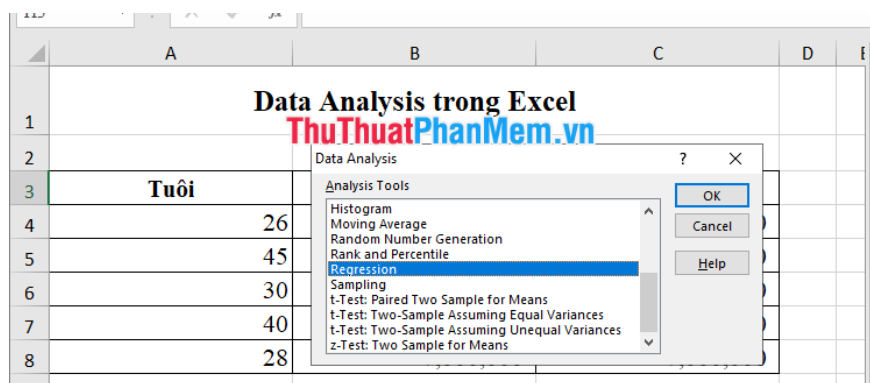 A B C D
1 Data Analysis trong Excel
ThuThuatPhanMem.vn
2
Data Analysis ? ×
3 Tuôi
Analysis Tools
OK
Cancel
Help
Histogram
Moving Average
Random Number Generation
Rank and Percentile
Regression
Sampling
t-Test: Paired Two Sample for Means
t-Test: Two-Sample Assuming Equal Variances
t-Test: Two-Sample Assuming Unequal Variances
z-Test: Two Sample for Means
4 26
5 45
6 30
7 40
8 28